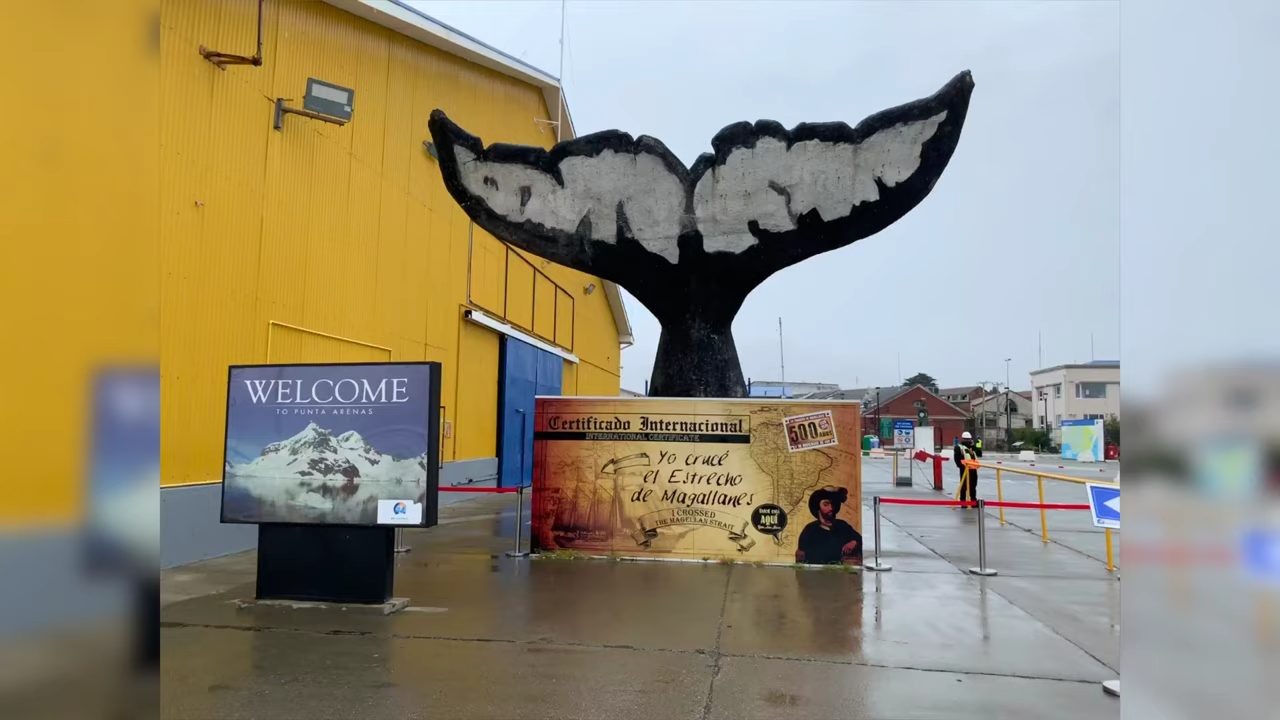 WELCOME
TO PUNTA ARENAS
Certificado Internacional
INTERNATIONAL CERTIFICATE
500
Yo crucé
el Estrecho
de Magallanes
I CROSSED
THE MAGELLAN STRAIT
AQUÍ